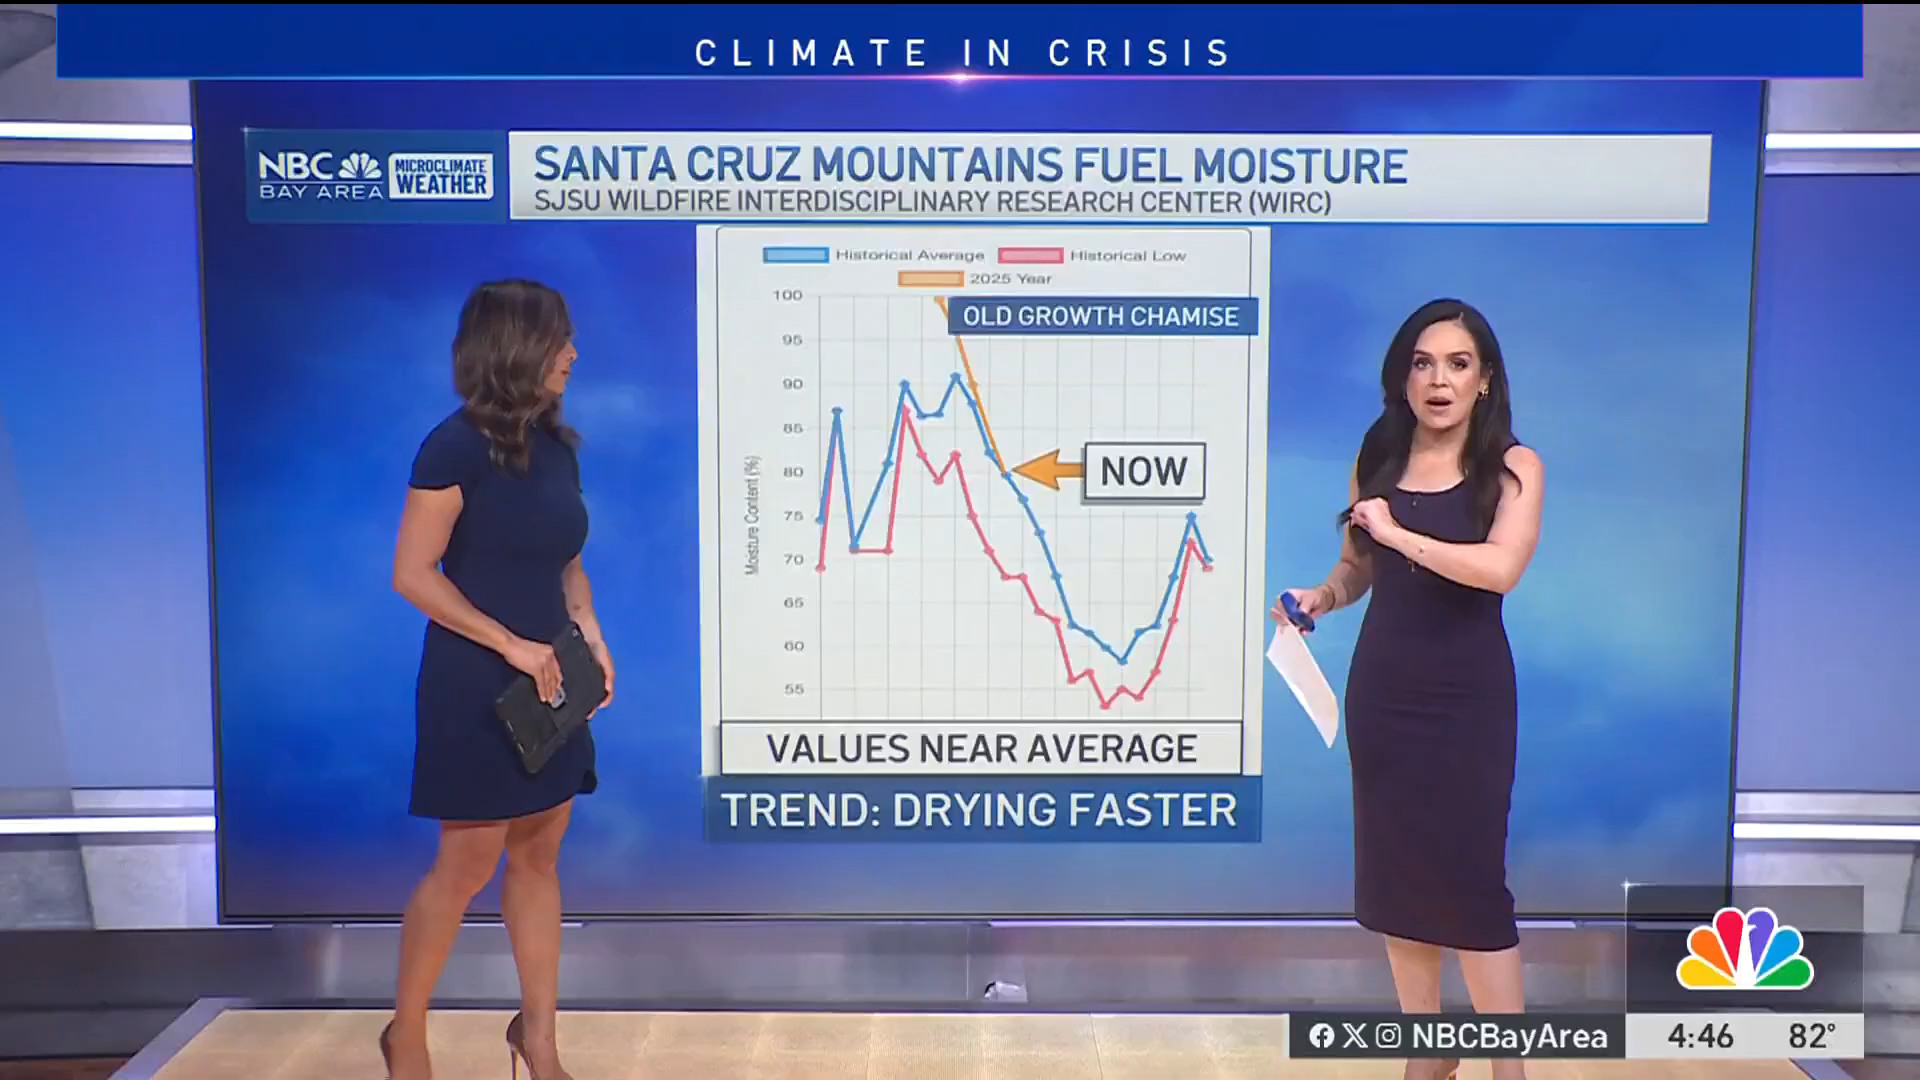 CLIMATE IN CRISIS
NBC
BAY AREA
MICROCLIMATE
WEATHER
SANTA CRUZ MOUNTAINS FUEL MOISTURE
SJSU WILDFIRE INTERDISCIPLINARY RESEARCH CENTER (WIRC)
Historical Average
Historical Low
2025 Year
OLD GROWTH CHAMISE
100
95
90
85
80
75
70
65
60
55
Moisture Content (%)
NOW
VALUES NEAR AVERAGE
TREND: DRYING FASTER
NBCBayArea
4:46 82°